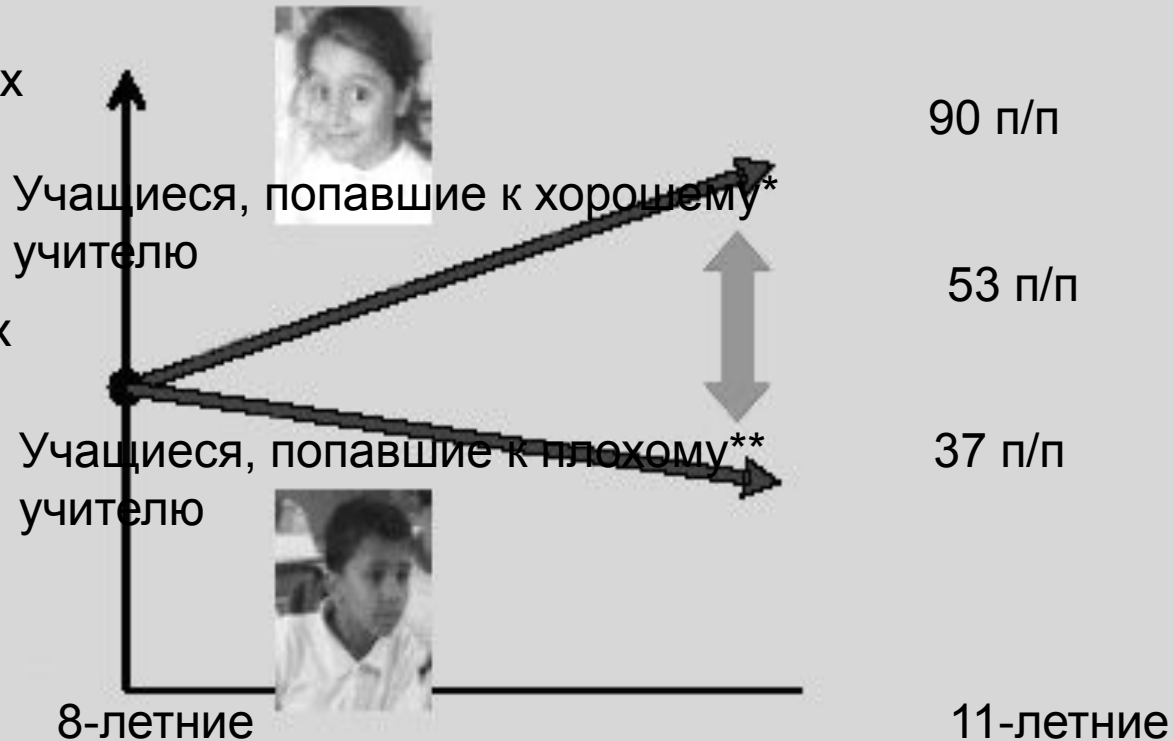 х
90 п/п
Учащиеся, попавшие к хорошему*
учителю
53 п/п
х
Учащиеся, попавшие к плохому**
учителю
37 п/п
8-летние
11-летние